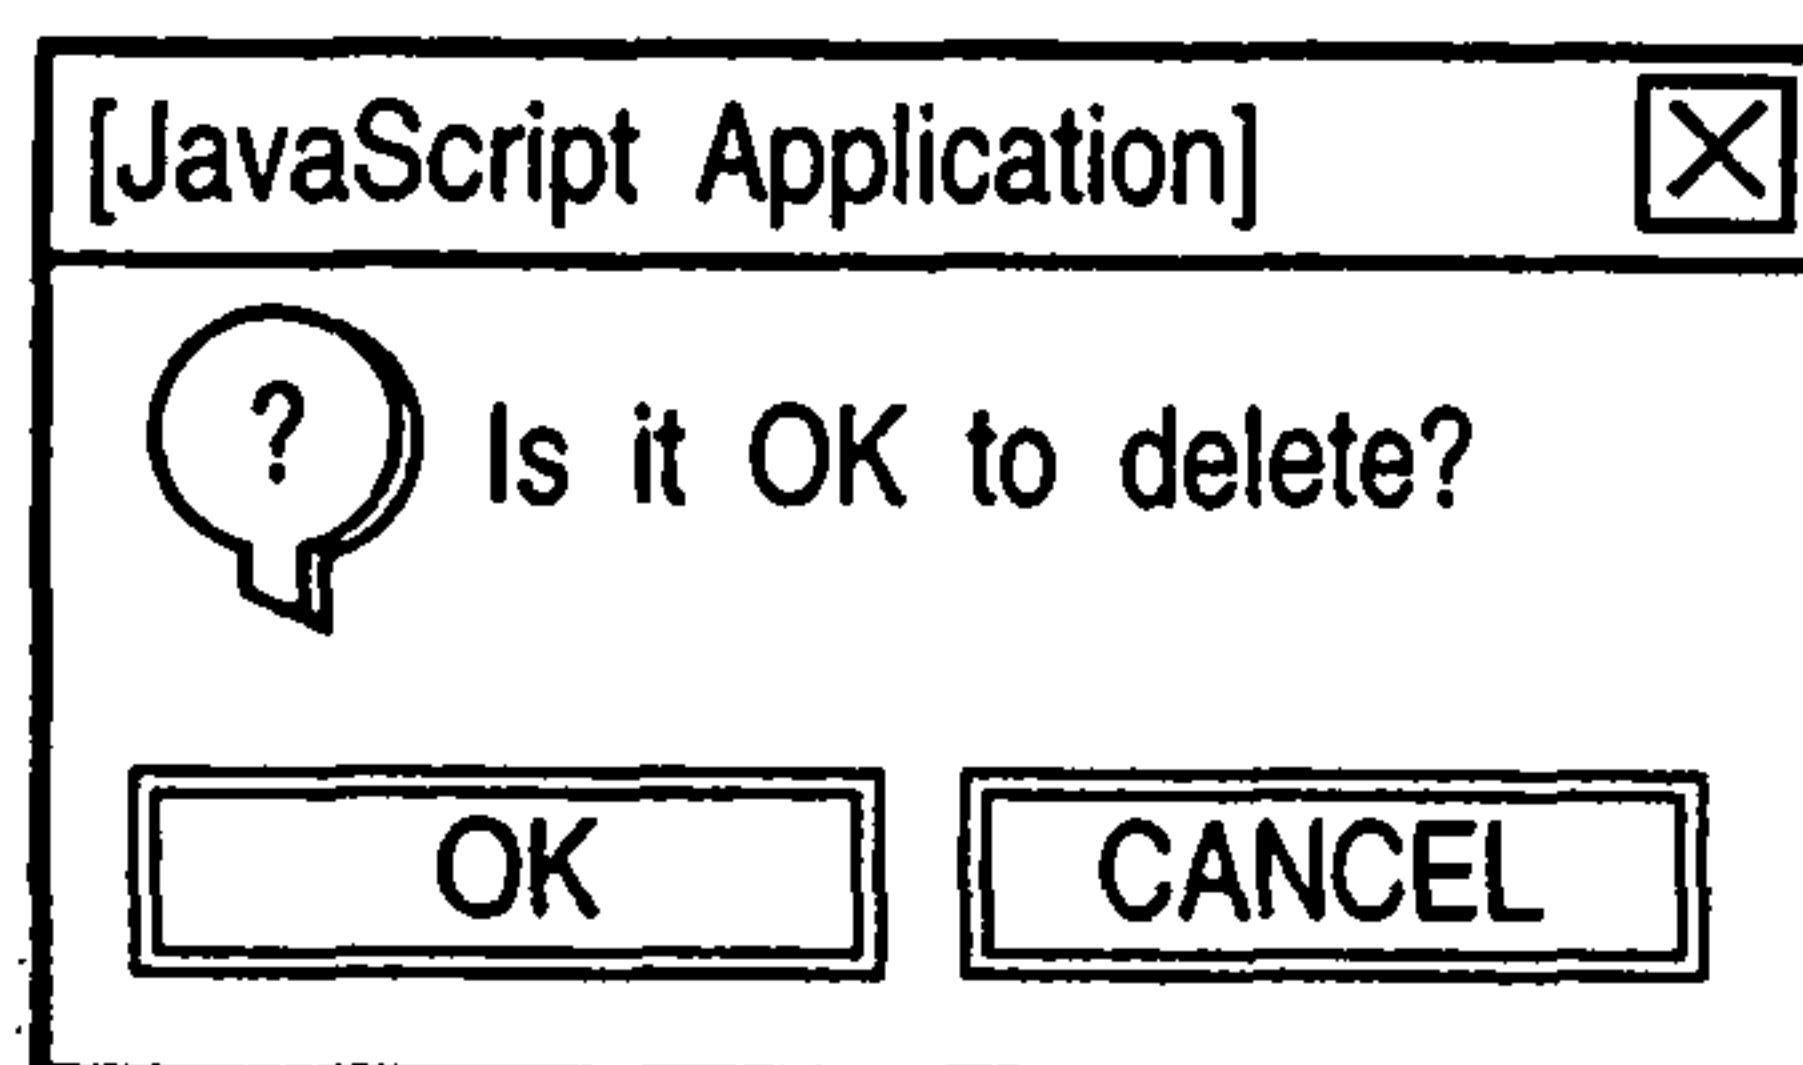 [JavaScript Application]
?
Is it OK to delete?
OK
CANCEL